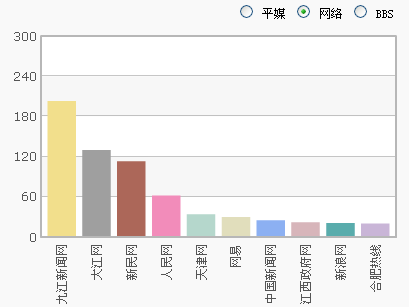 平媒 网络 BBS
300
240
180
120
60
0
九江新闻网
大江网
新民网
人民网
天津网
网易
中国新闻网
江西政府网
新浪网
合肥热线